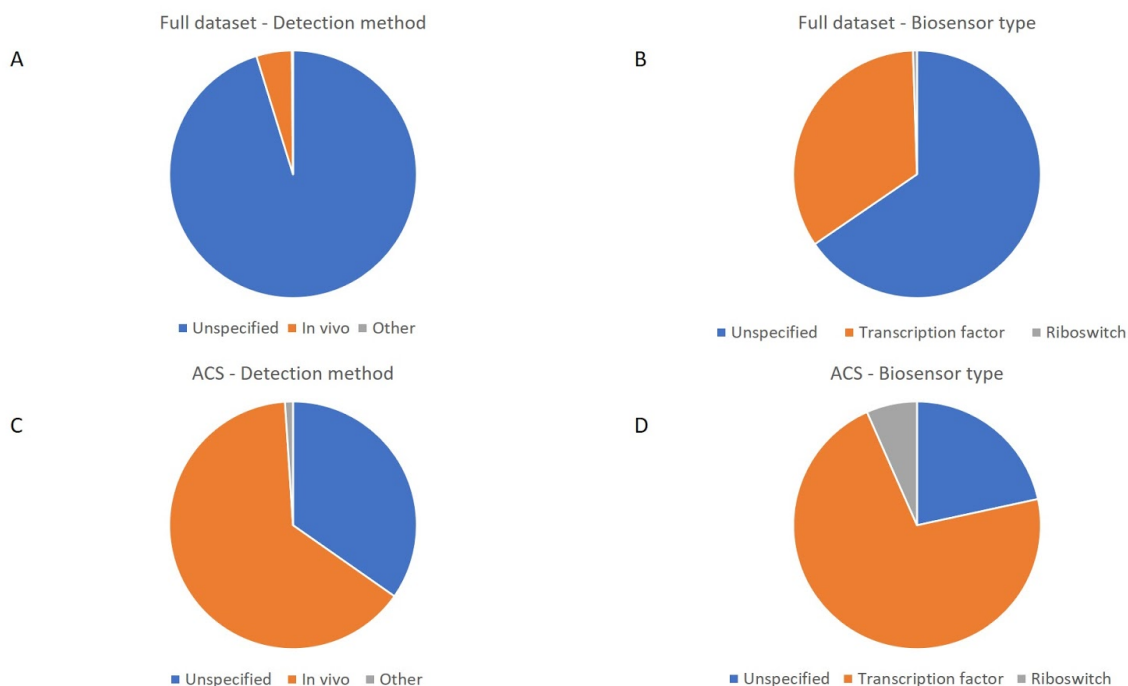 Full dataset - Detection method
A
Unspecified In vivo Other
Full dataset - Biosensor type
B
Unspecified Transcription factor Riboswitch
ACS - Detection method
C
Unspecified In vivo Other
ACS - Biosensor type
D
Unspecified Transcription factor Riboswitch